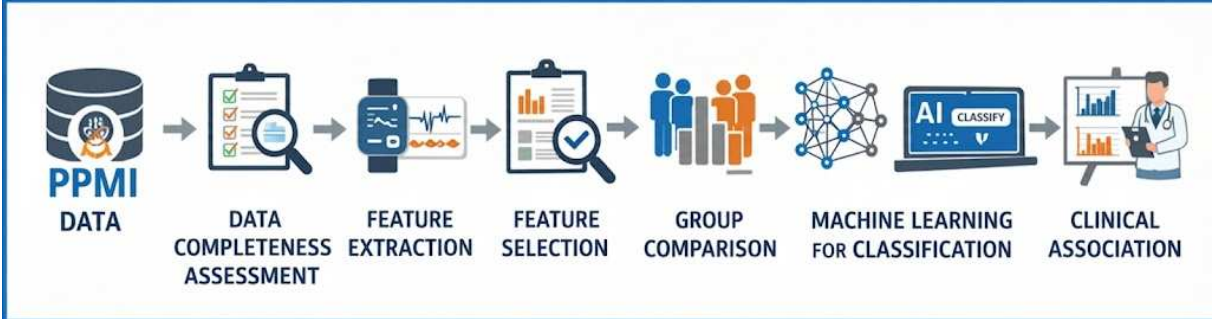 PPMI
DATA
DATA
COMPLETENESS
ASSESSMENT
FEATURE
EXTRACTION
FEATURE
SELECTION
GROUP
COMPARISON
AI CLASSIFY
MACHINE LEARNING
FOR CLASSIFICATION
CLINICAL
ASSOCIATION